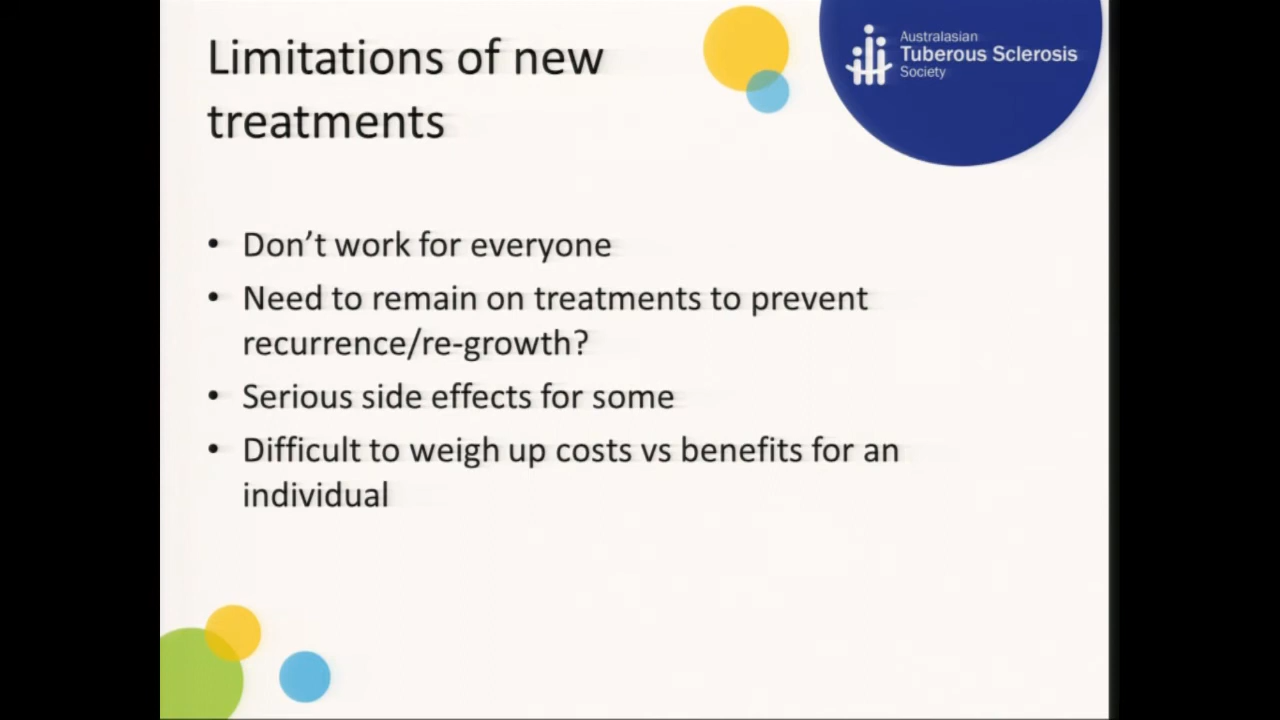 Limitations of new
treatments
Australasian
Tuberous Sclerosis
Society
• Don’t work for everyone
• Need to remain on treatments to prevent
recurrence/re-growth?
• Serious side effects for some
• Difficult to weigh up costs vs benefits for an
individual